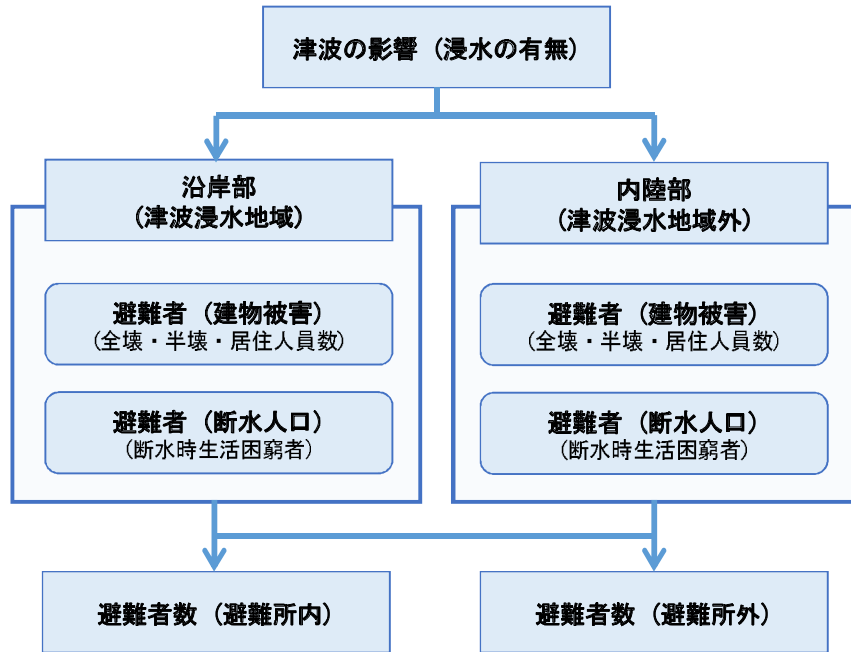 津波の影響（浸水の有無）
沿岸部
（津波浸水地域）
内陸部
（津波浸水地域外）
避難者（建物被害）
（全壊・半壊・居住人員数）
避難者（建物被害）
（全壊・半壊・居住人員数）
避難者（断水人口）
（断水時生活困窮者）
避難者（断水人口）
（断水時生活困窮者）
避難者数（避難所内）
避難者数（避難所外）